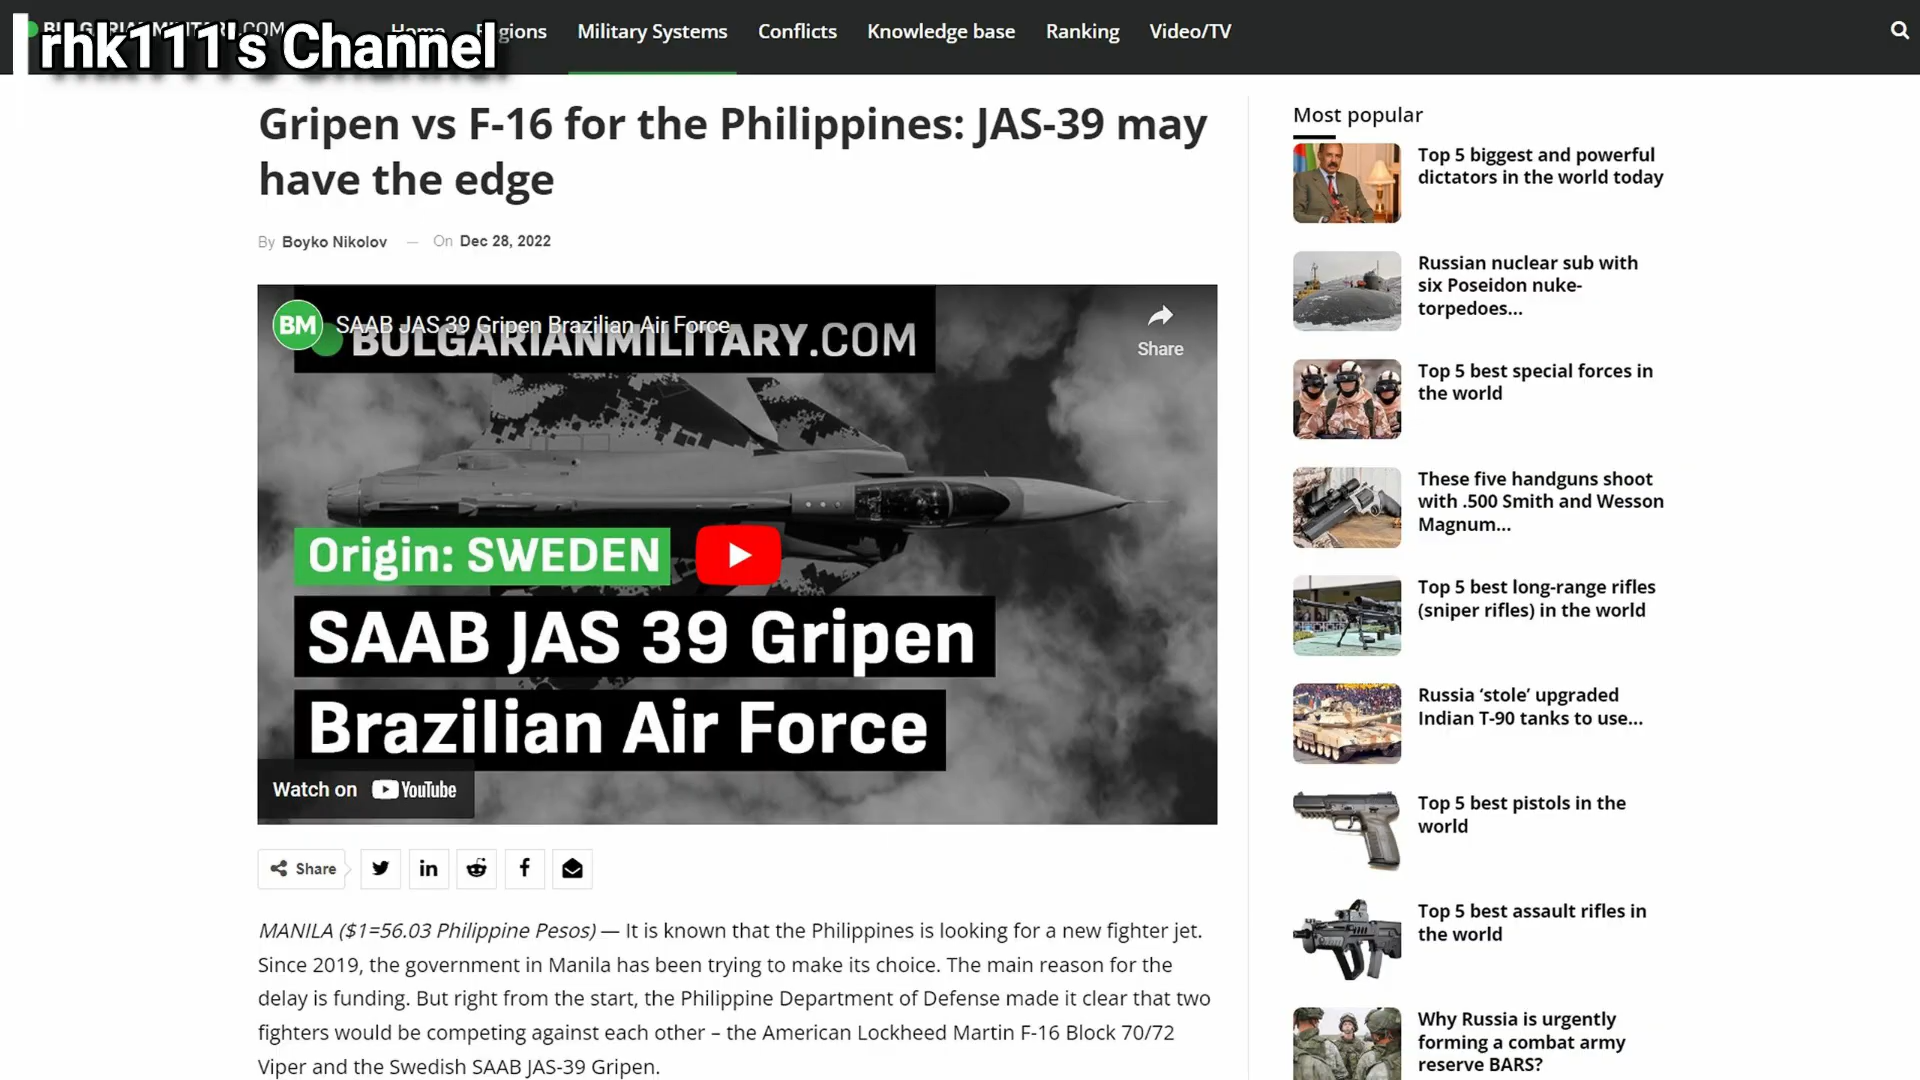 BULGARIANMILITARY.COM
rhk111's Channel
Home Regions Military Systems Conflicts Knowledge base Ranking Video/TV
Gripen vs F-16 for the Philippines: JAS-39 may
have the edge
By Boyko Nikolov — On Dec 28, 2022
BM SAAB JAS 39 Gripen Brazilian Air Force
BULGARIANMILITARY.COM
Share
Origin: SWEDEN
SAAB JAS 39 Gripen
Brazilian Air Force
Watch on YouTube
Share
MANILA ($1=56.03 Philippine Pesos) — It is known that the Philippines is looking for a new fighter jet.
Since 2019, the government in Manila has been trying to make its choice. The main reason for the
delay is funding. But right from the start, the Philippine Department of Defense made it clear that two
fighters would be competing against each other – the American Lockheed Martin F-16 Block 70/72
Viper and the Swedish SAAB JAS-39 Gripen.
Most popular
Top 5 biggest and powerful
dictators in the world today
Russian nuclear sub with
six Poseidon nuke-
torpedoes...
Top 5 best special forces in
the world
These five handguns shoot
with .500 Smith and Wesson
Magnum...
Top 5 best long-range rifles
(sniper rifles) in the world
Russia ‘stole’ upgraded
Indian T-90 tanks to use...
Top 5 best pistols in the
world
Top 5 best assault rifles in
the world
Why Russia is urgently
forming a combat army
reserve BARS?